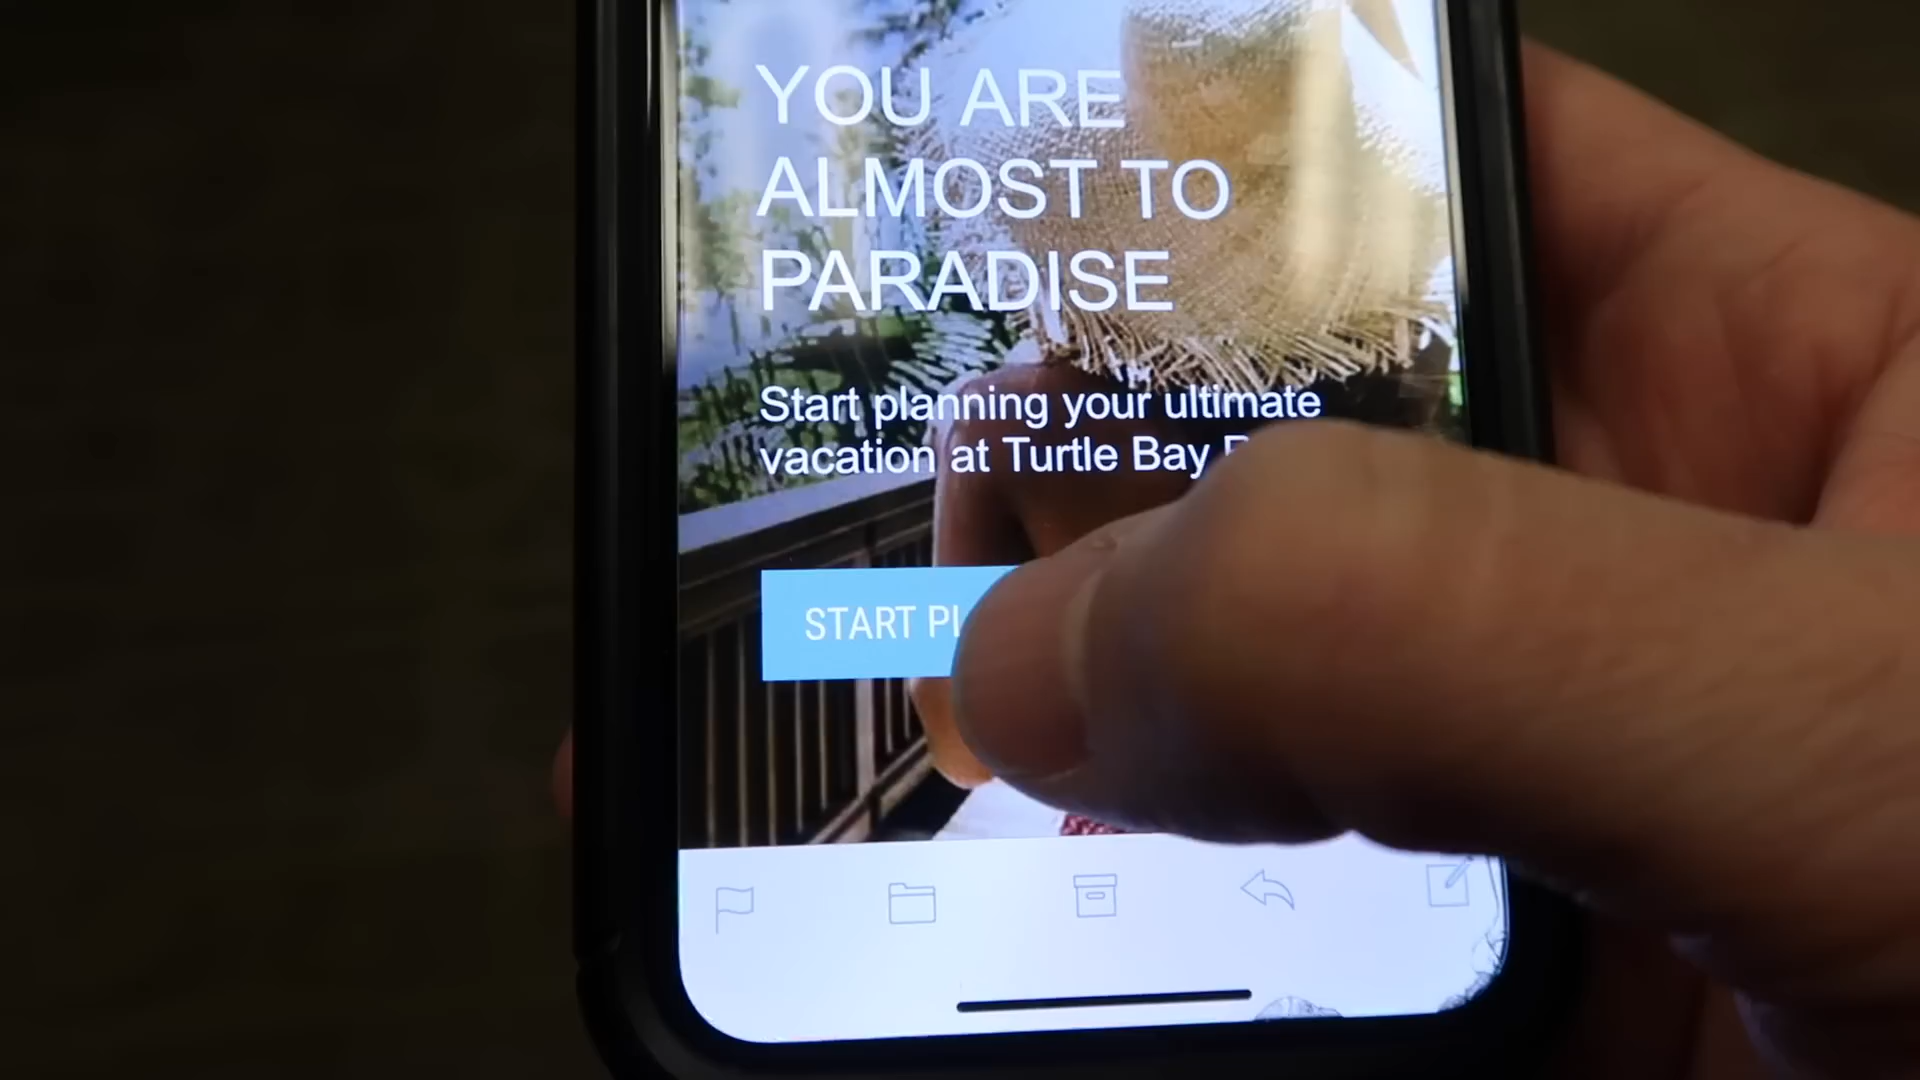 YOU ARE
ALMOST TO
PARADISE
Start planning your ultimate
vacation at Turtle Bay
START